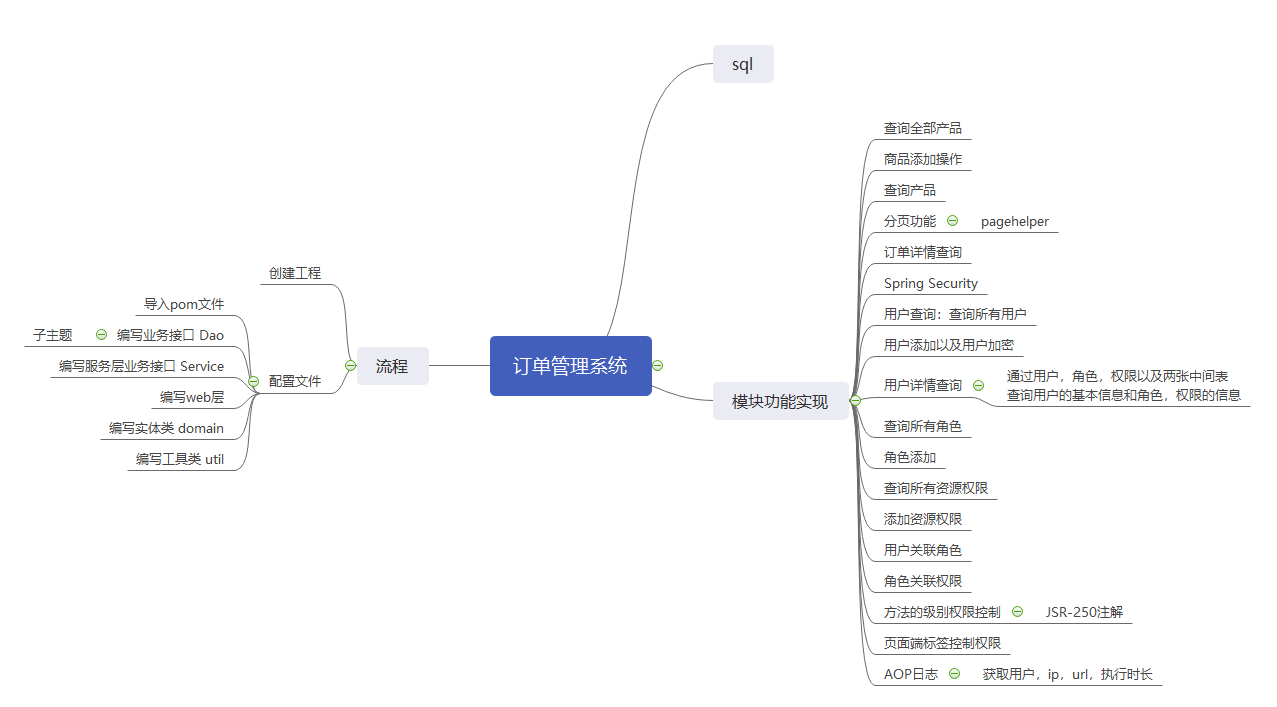 sql
查询全部产品
商品添加操作
查询产品
分页功能 pagehelper
订单详情查询
Spring Security
用户查询：查询所有用户
用户添加以及用户加密
用户详情查询
通过用户，角色，权限以及两张中间表
查询用户的基本信息和角色，权限的信息
查询所有角色
角色添加
查询所有资源权限
添加资源权限
用户关联角色
角色关联权限
方法的级别权限控制 JSR-250注解
页面端标签控制权限
AOP日志 获取用户，ip，url，执行时长
模块功能实现
订单管理系统
流程
创建工程
配置文件
导入pom文件
子主题 编写业务接口 Dao
编写服务层业务接口 Service
编写web层
编写实体类 domain
编写工具类 util